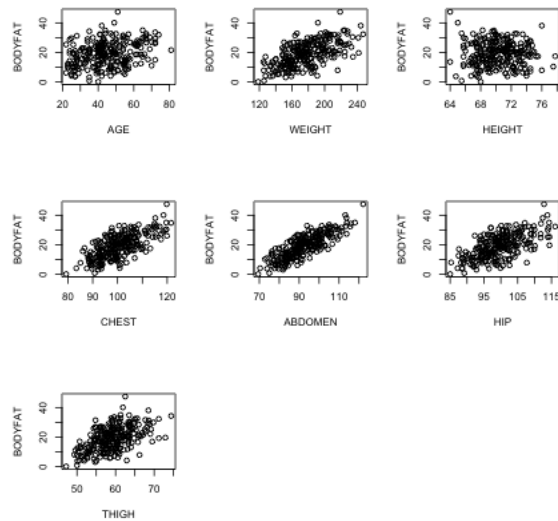 BODYFAT
0 20 40
20 40 60 80
AGE
BODYFAT
0 20 40
120 160 200 240
WEIGHT
BODYFAT
0 20 40
64 68 72 76
HEIGHT
BODYFAT
0 20 40
80 90 100 120
CHEST
BODYFAT
0 20 40
70 90 110
ABDOMEN
BODYFAT
0 20 40
85 95 105 115
HIP
BODYFAT
0 20 40
50 60 70
THIGH